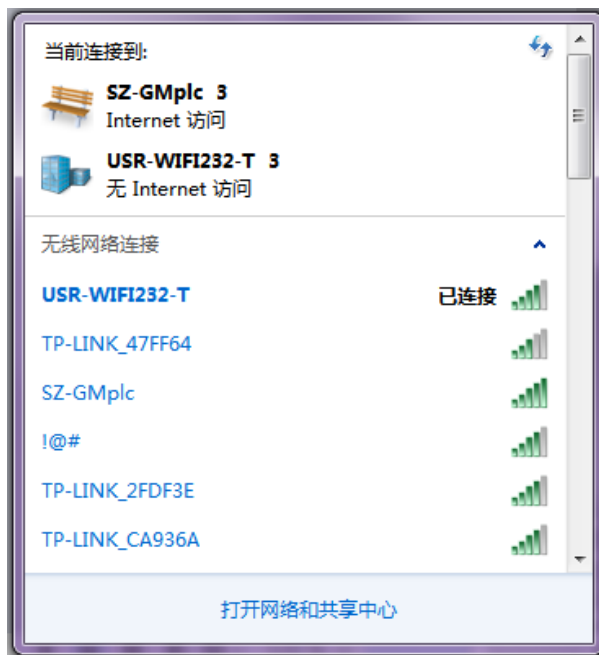 当前连接到:
SZ-GMplc 3
Internet 访问
USR-WIFI232-T 3
无 Internet 访问
无线网络连接
USR-WIFI232-T 已连接
TP-LINK_47FF64
SZ-GMplc
!@#
TP-LINK_2FDF3E
TP-LINK_CA936A
打开网络和共享中心